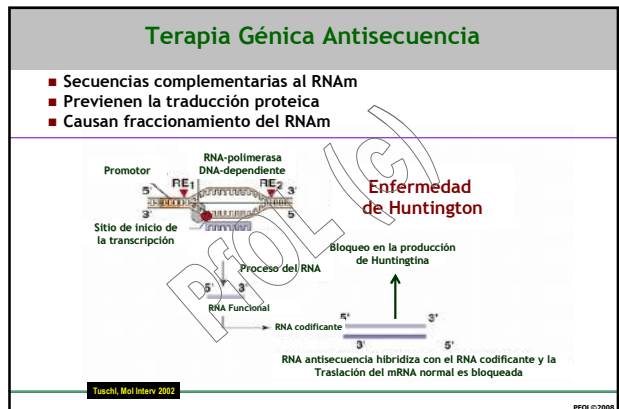 Terapia Génica Antisecuencia
Secuencias complementarias al RNAm
Previenen la traducción proteica
Causan fraccionamiento del RNAm
RNA-polimerasa
DNA-dependiente
Promotor
RE1
RE2
5' 3'
3' 5
Sitio de inicio de
la transcripción
Enfermedad
de Huntington
Bloqueo en la producción
de Huntingtina
Proceso del RNA
5' 3'
RNA Funcional
RNA codificante
5' 3'
3' 5'
RNA antisecuencia hibridiza con el RNA codificante y la
Traslación del mRNA normal es bloqueada
Tuschl, Mol Interv 2002
PFOL©2008
PfOL (c)